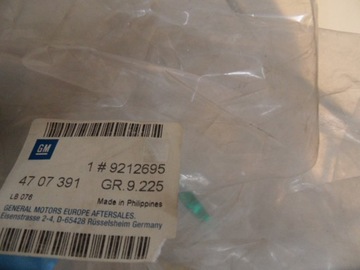 GM
1 # 9212695
47 07 391 GR.9.225
Made in Philippines
LB 076
GENERAL MOTORS EUROPE AFTERSALES.
Eisenstrasse 2-4, D-65428 Rüsselsheim Germany